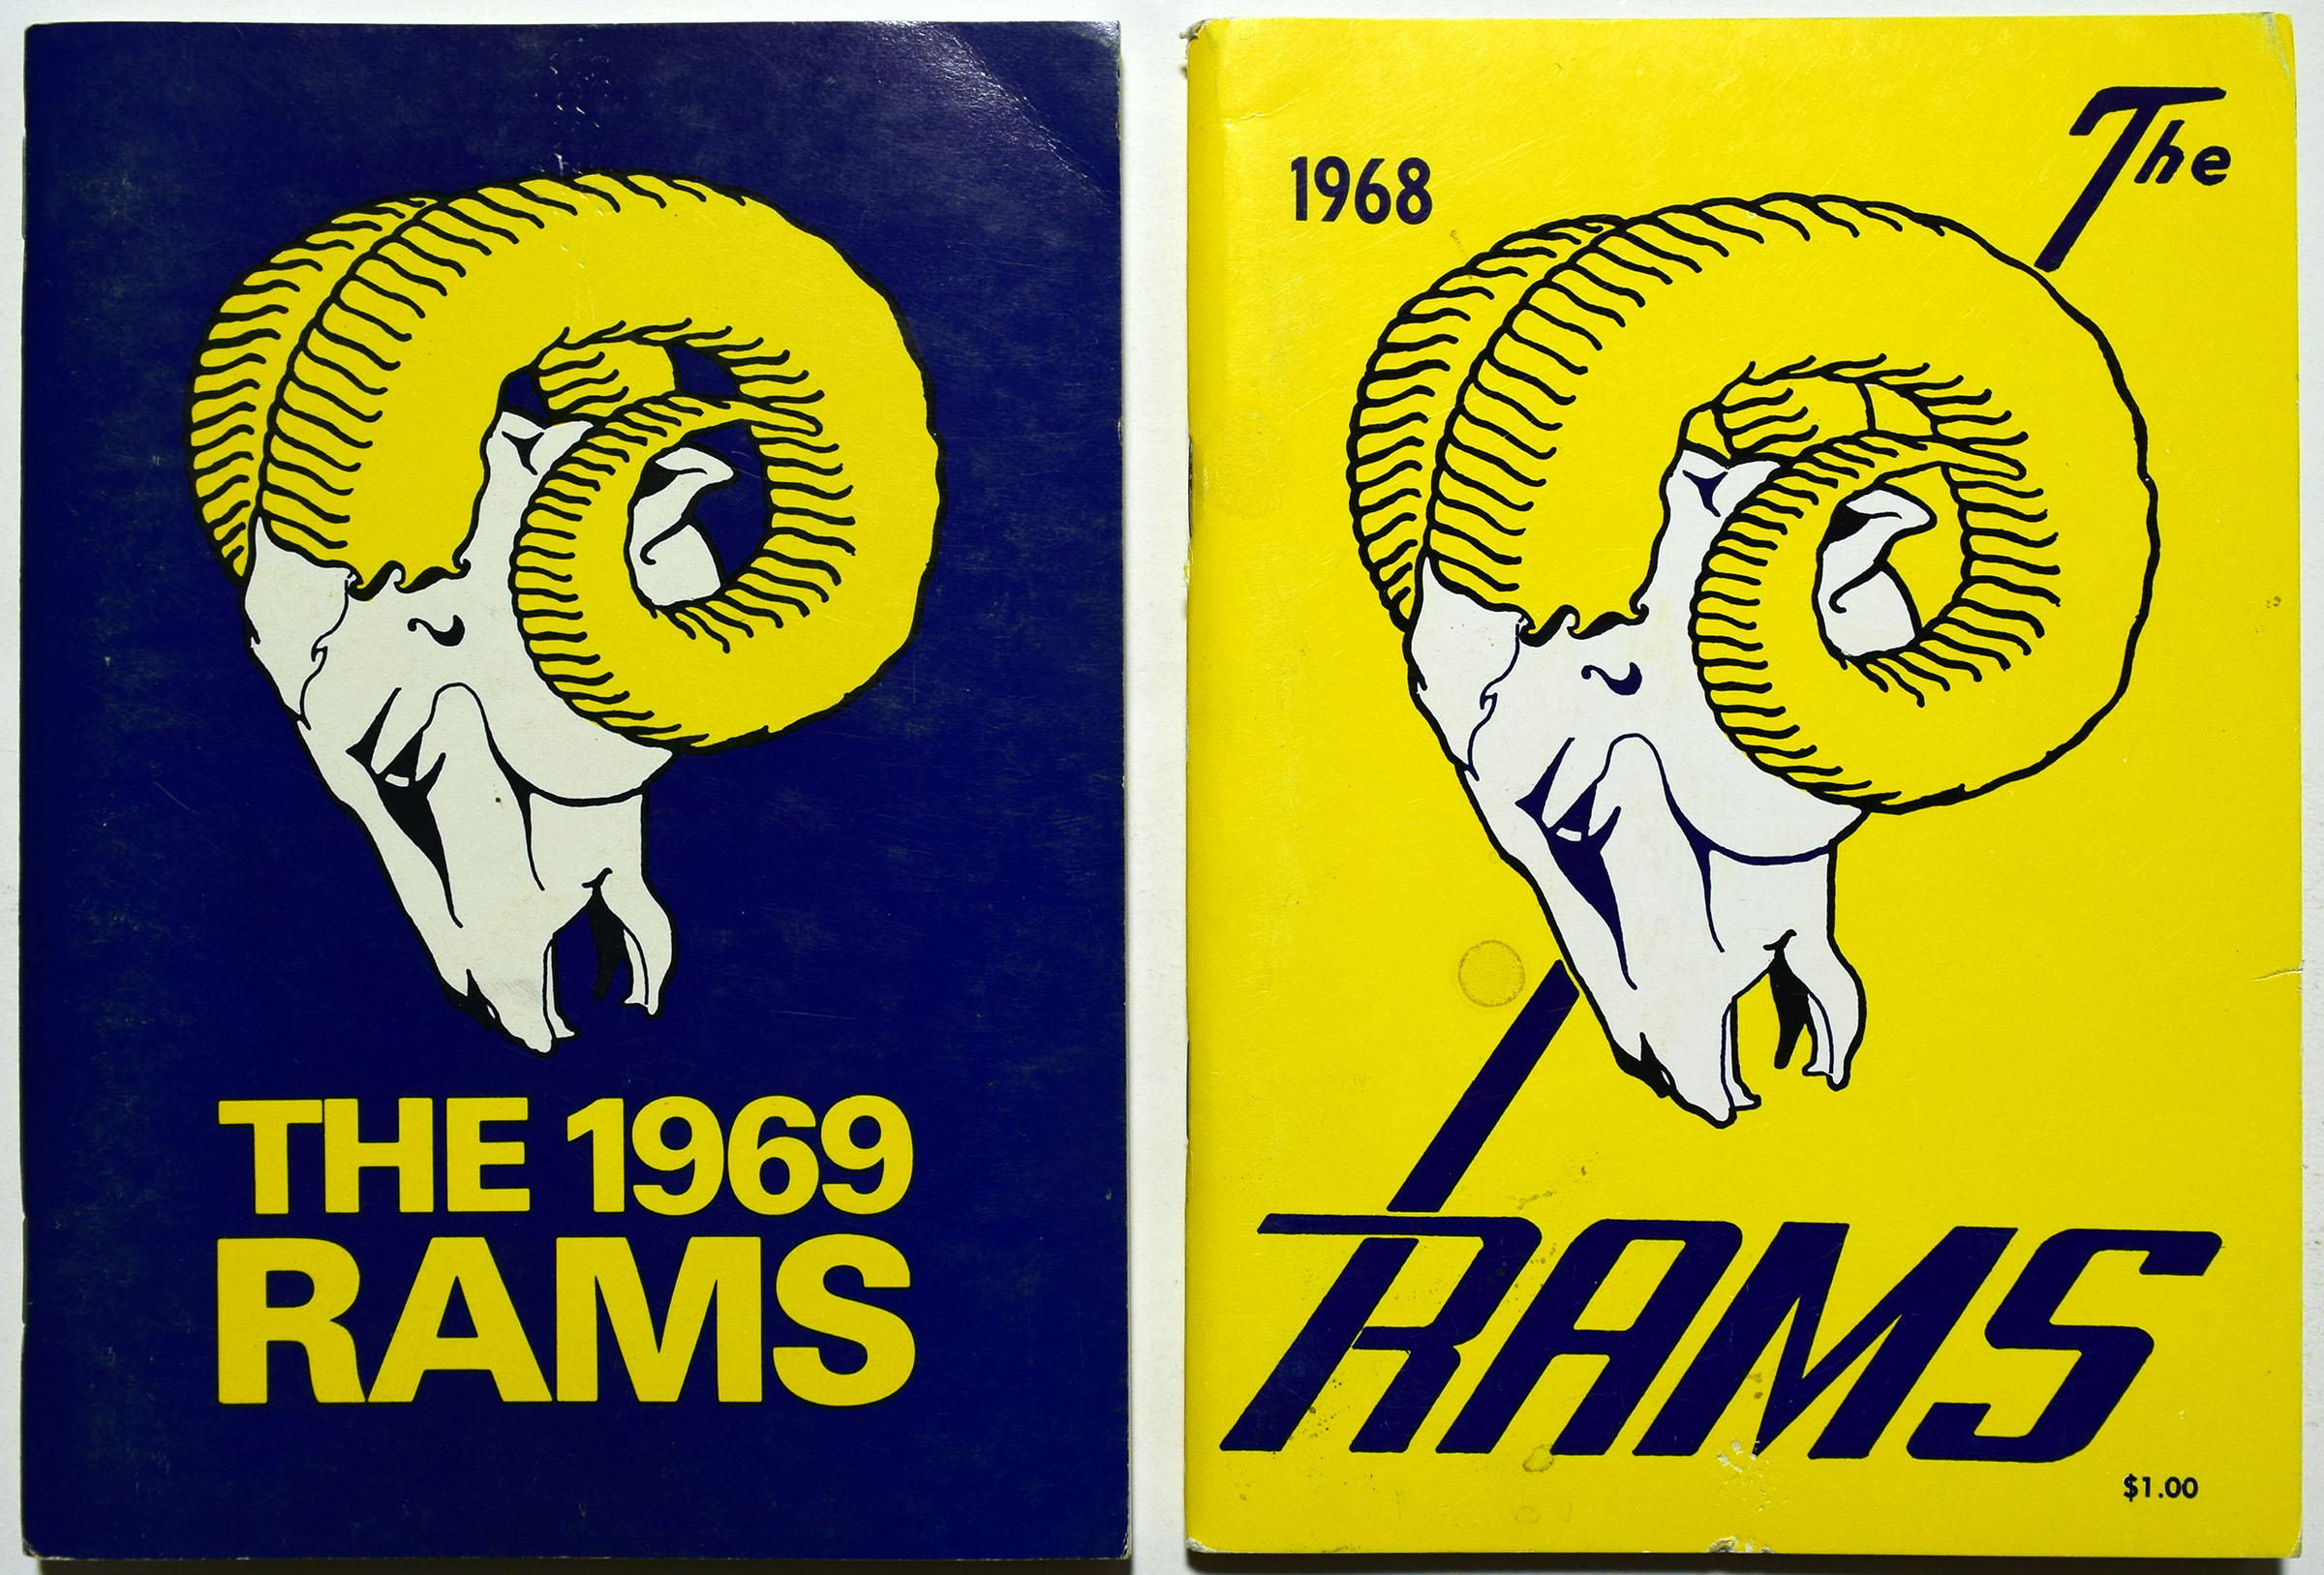 THE 1969
RAMS
1968
The
RAMS
$1.00